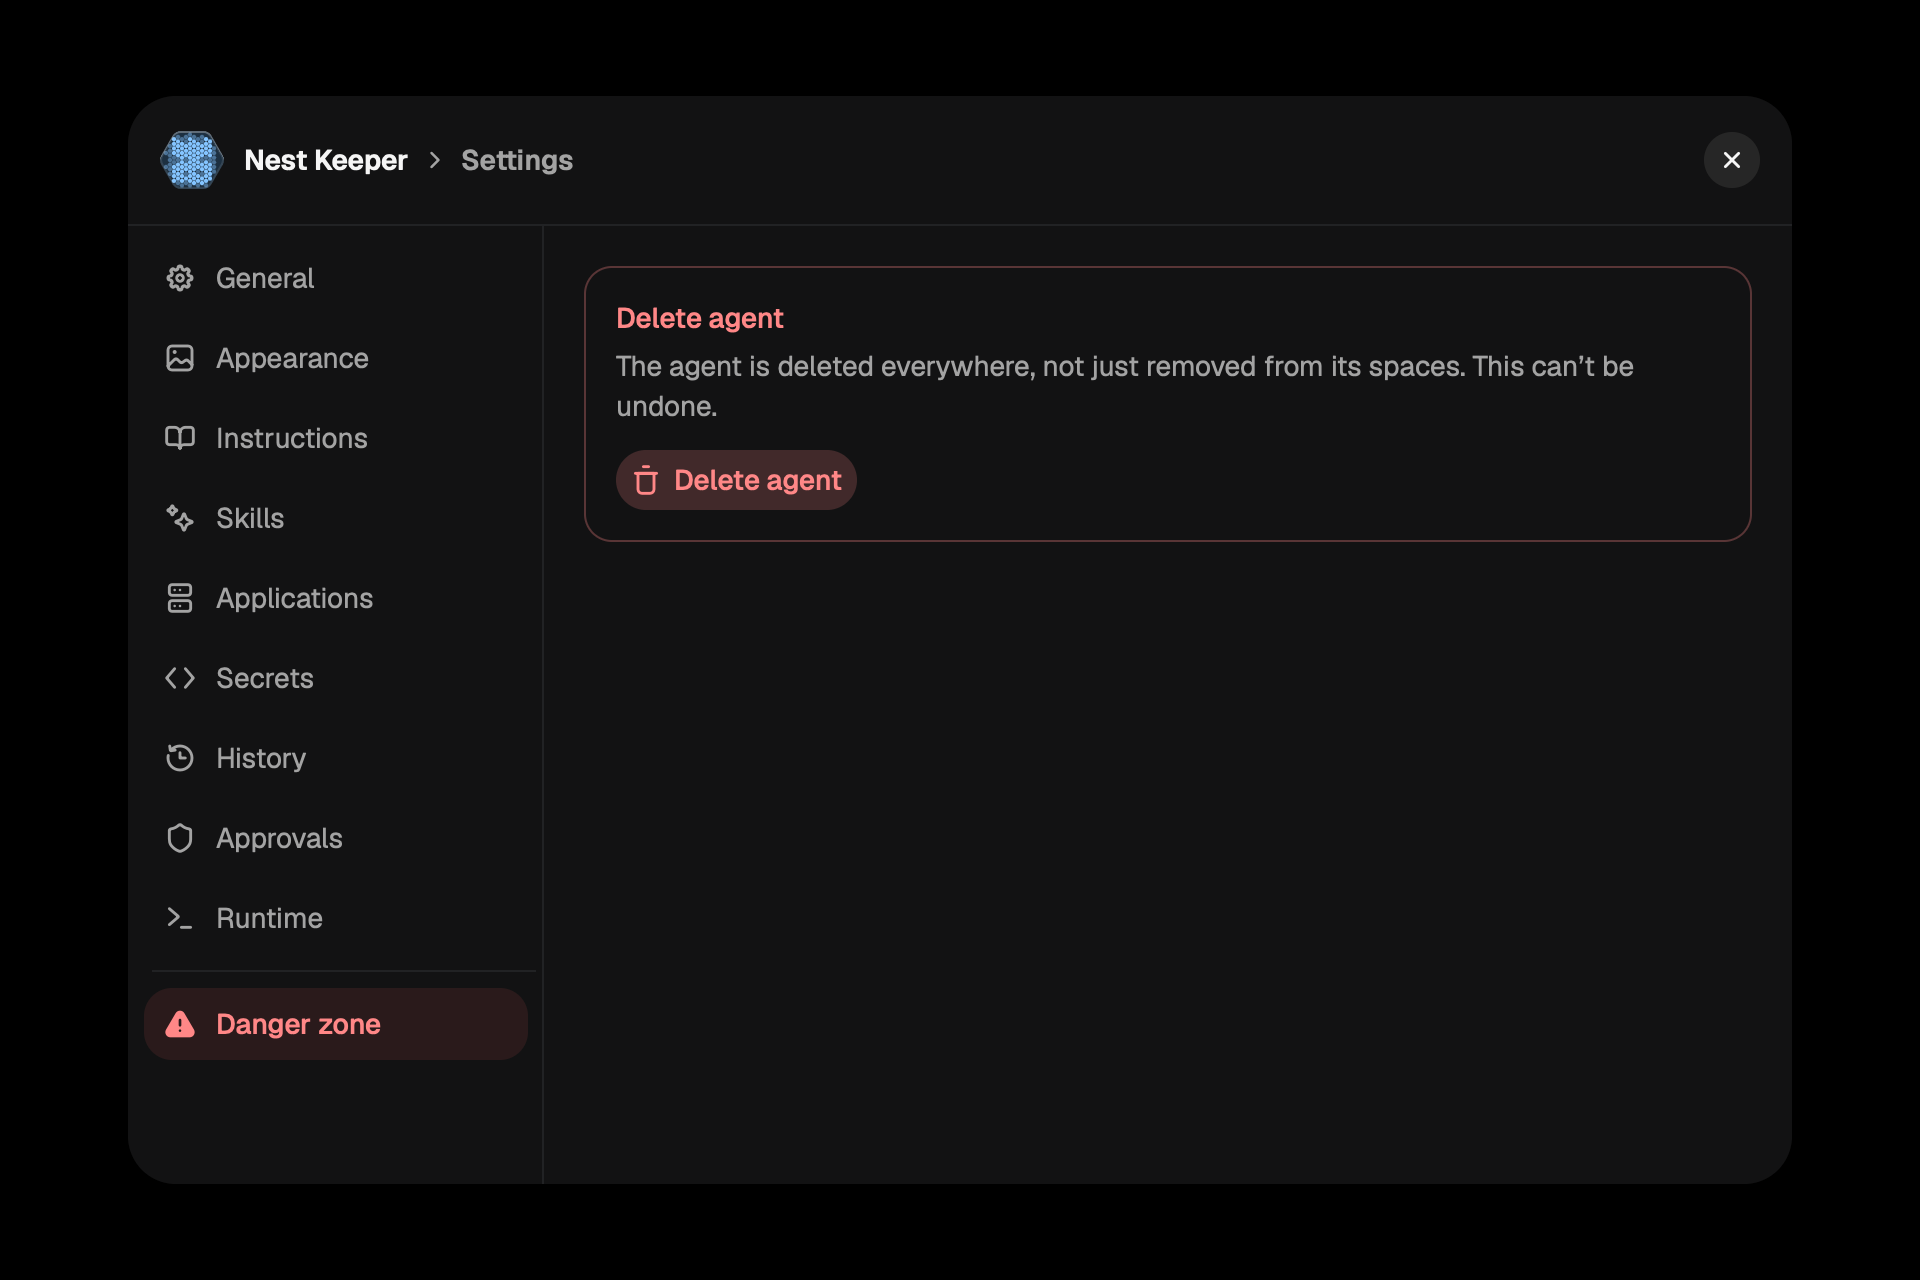 Nest Keeper > Settings
General
Appearance
Instructions
Skills
Applications
Secrets
History
Approvals
Runtime
Danger zone
Delete agent
The agent is deleted everywhere, not just removed from its spaces. This can’t be
undone.
Delete agent